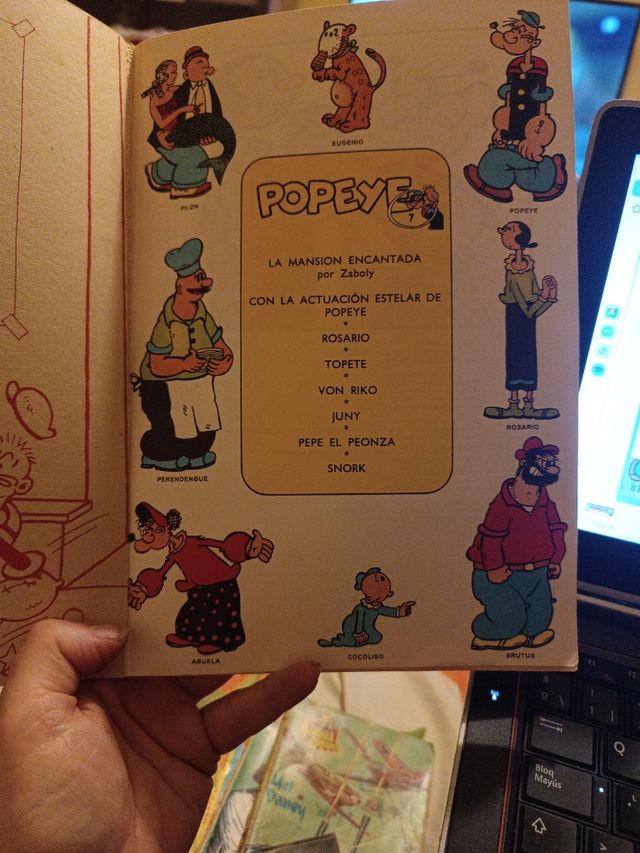 PILON
EUGENIO
POPEYE
POPEYE
7
LA MANSION ENCANTADA
por Zaboly
CON LA ACTUACIÓN ESTELAR DE
POPEYE
*
ROSARIO
*
TOPETE
*
VON RIKO
*
JUNY
*
PEPE EL PEONZA
*
SNORK
ROSARIO
PERENDENGUE
ABUELA
COCOLISO
BRUTUS
Bloq
Mayús
Q